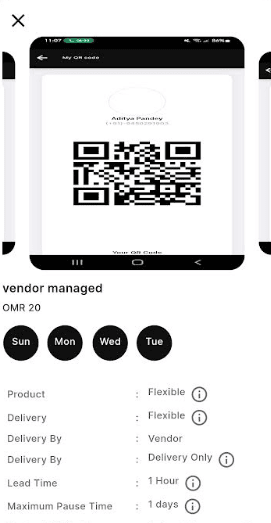 11:07
86%
My QR code
Aditya Pandey
Your QR Code
vendor managed
OMR 20
Sun Mon Wed Tue
Product : Flexible
Delivery : Flexible
Delivery By : Vendor
Delivery By : Delivery Only
Lead Time : 1 Hour
Maximum Pause Time : 1 days